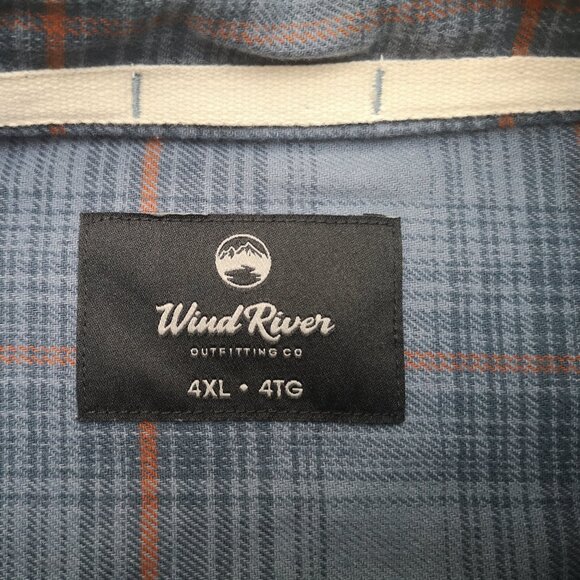 Wind River
OUTFITTING CO
4XL • 4TG